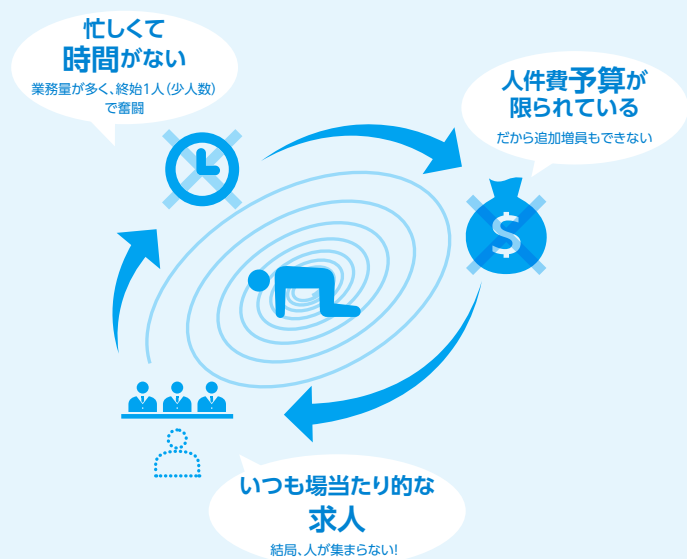 忙しくて
時間がない
業務量が多く、終始1人(少人数)
で奮闘
人件費予算が
限られている
だから追加増員もできない
$
いつも場当たり的な
求人
結局、人が集まらない!